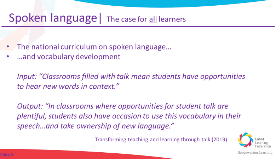 Spoken language| The case for all learners
• The national curriculum on spoken language…
• …and vocabulary development
Input: "Classrooms filled with talk mean students have opportunities
to hear new words in context."
Output: "In classrooms where opportunities for student talk are
plentiful, students also have occasion to use this vocabulary in their
speech…and take ownership of new language."
Transforming teaching and learning through talk (2019)